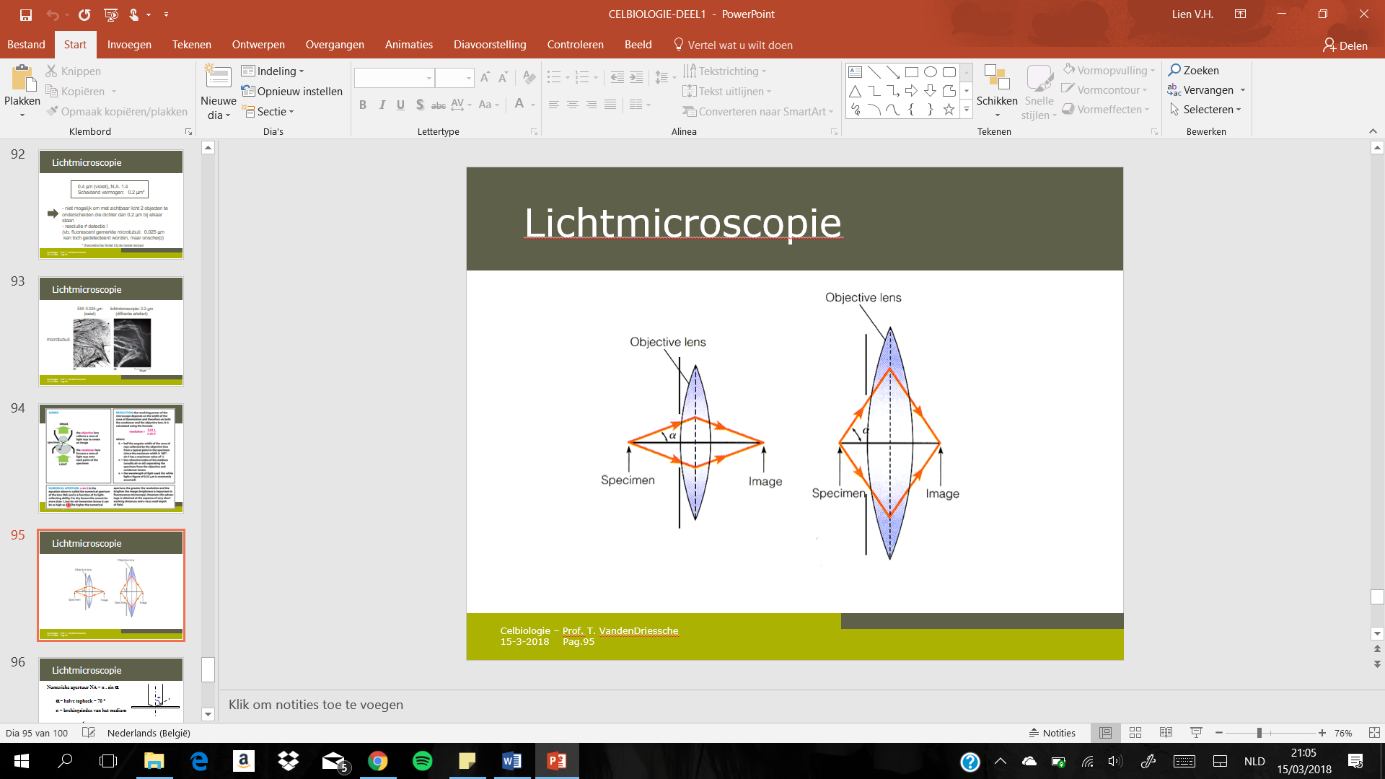 CELBIOLOGIE-DEEL1 - PowerPoint
Lien V.H.
Bestand Start Invoegen Tekenen Ontwerpen Overgangen Animaties Diavoorstelling Controleren Beeld Vertel wat u wilt doen
Delen
Plakken
Knippen
Kopiëren
Opmaak kopiëren/plakken
Klembord
Nieuwe
dia
Indeling
Opnieuw instellen
Sectie
Dia's
B I U S abc AV Aa A
Lettertype
Tekstrichting
Tekst uitlijnen
Converteren naar SmartArt
Alinea
Schikken
Snelle
stijlen
Vormopvulling
Vormcontour
Vormeffecten
Tekenen
Zoeken
Vervangen
Selecteren
Bewerken
92
Lichtmicroscopie
93
Lichtmicroscopie
microtubuli
94
95
Lichtmicroscopie
96
Lichtmicroscopie
Lichtmicroscopie
Objective lens
α
Specimen
Image
Objective lens
α
Specimen
Image
Celbiologie – Prof. T. VandenDriessche
15-3-2018 Pag.95
Klik om notities toe te voegen
Dia 95 van 100
Nederlands (België)
Notities
76%
5
NLD
21:05
15/03/2018